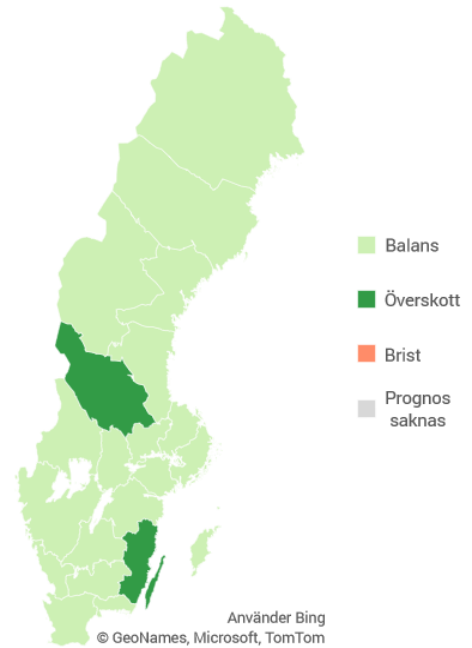 Balans
Överskott
Brist
Prognos
saknas
Använder Bing
© GeoNames, Microsoft, TomTom